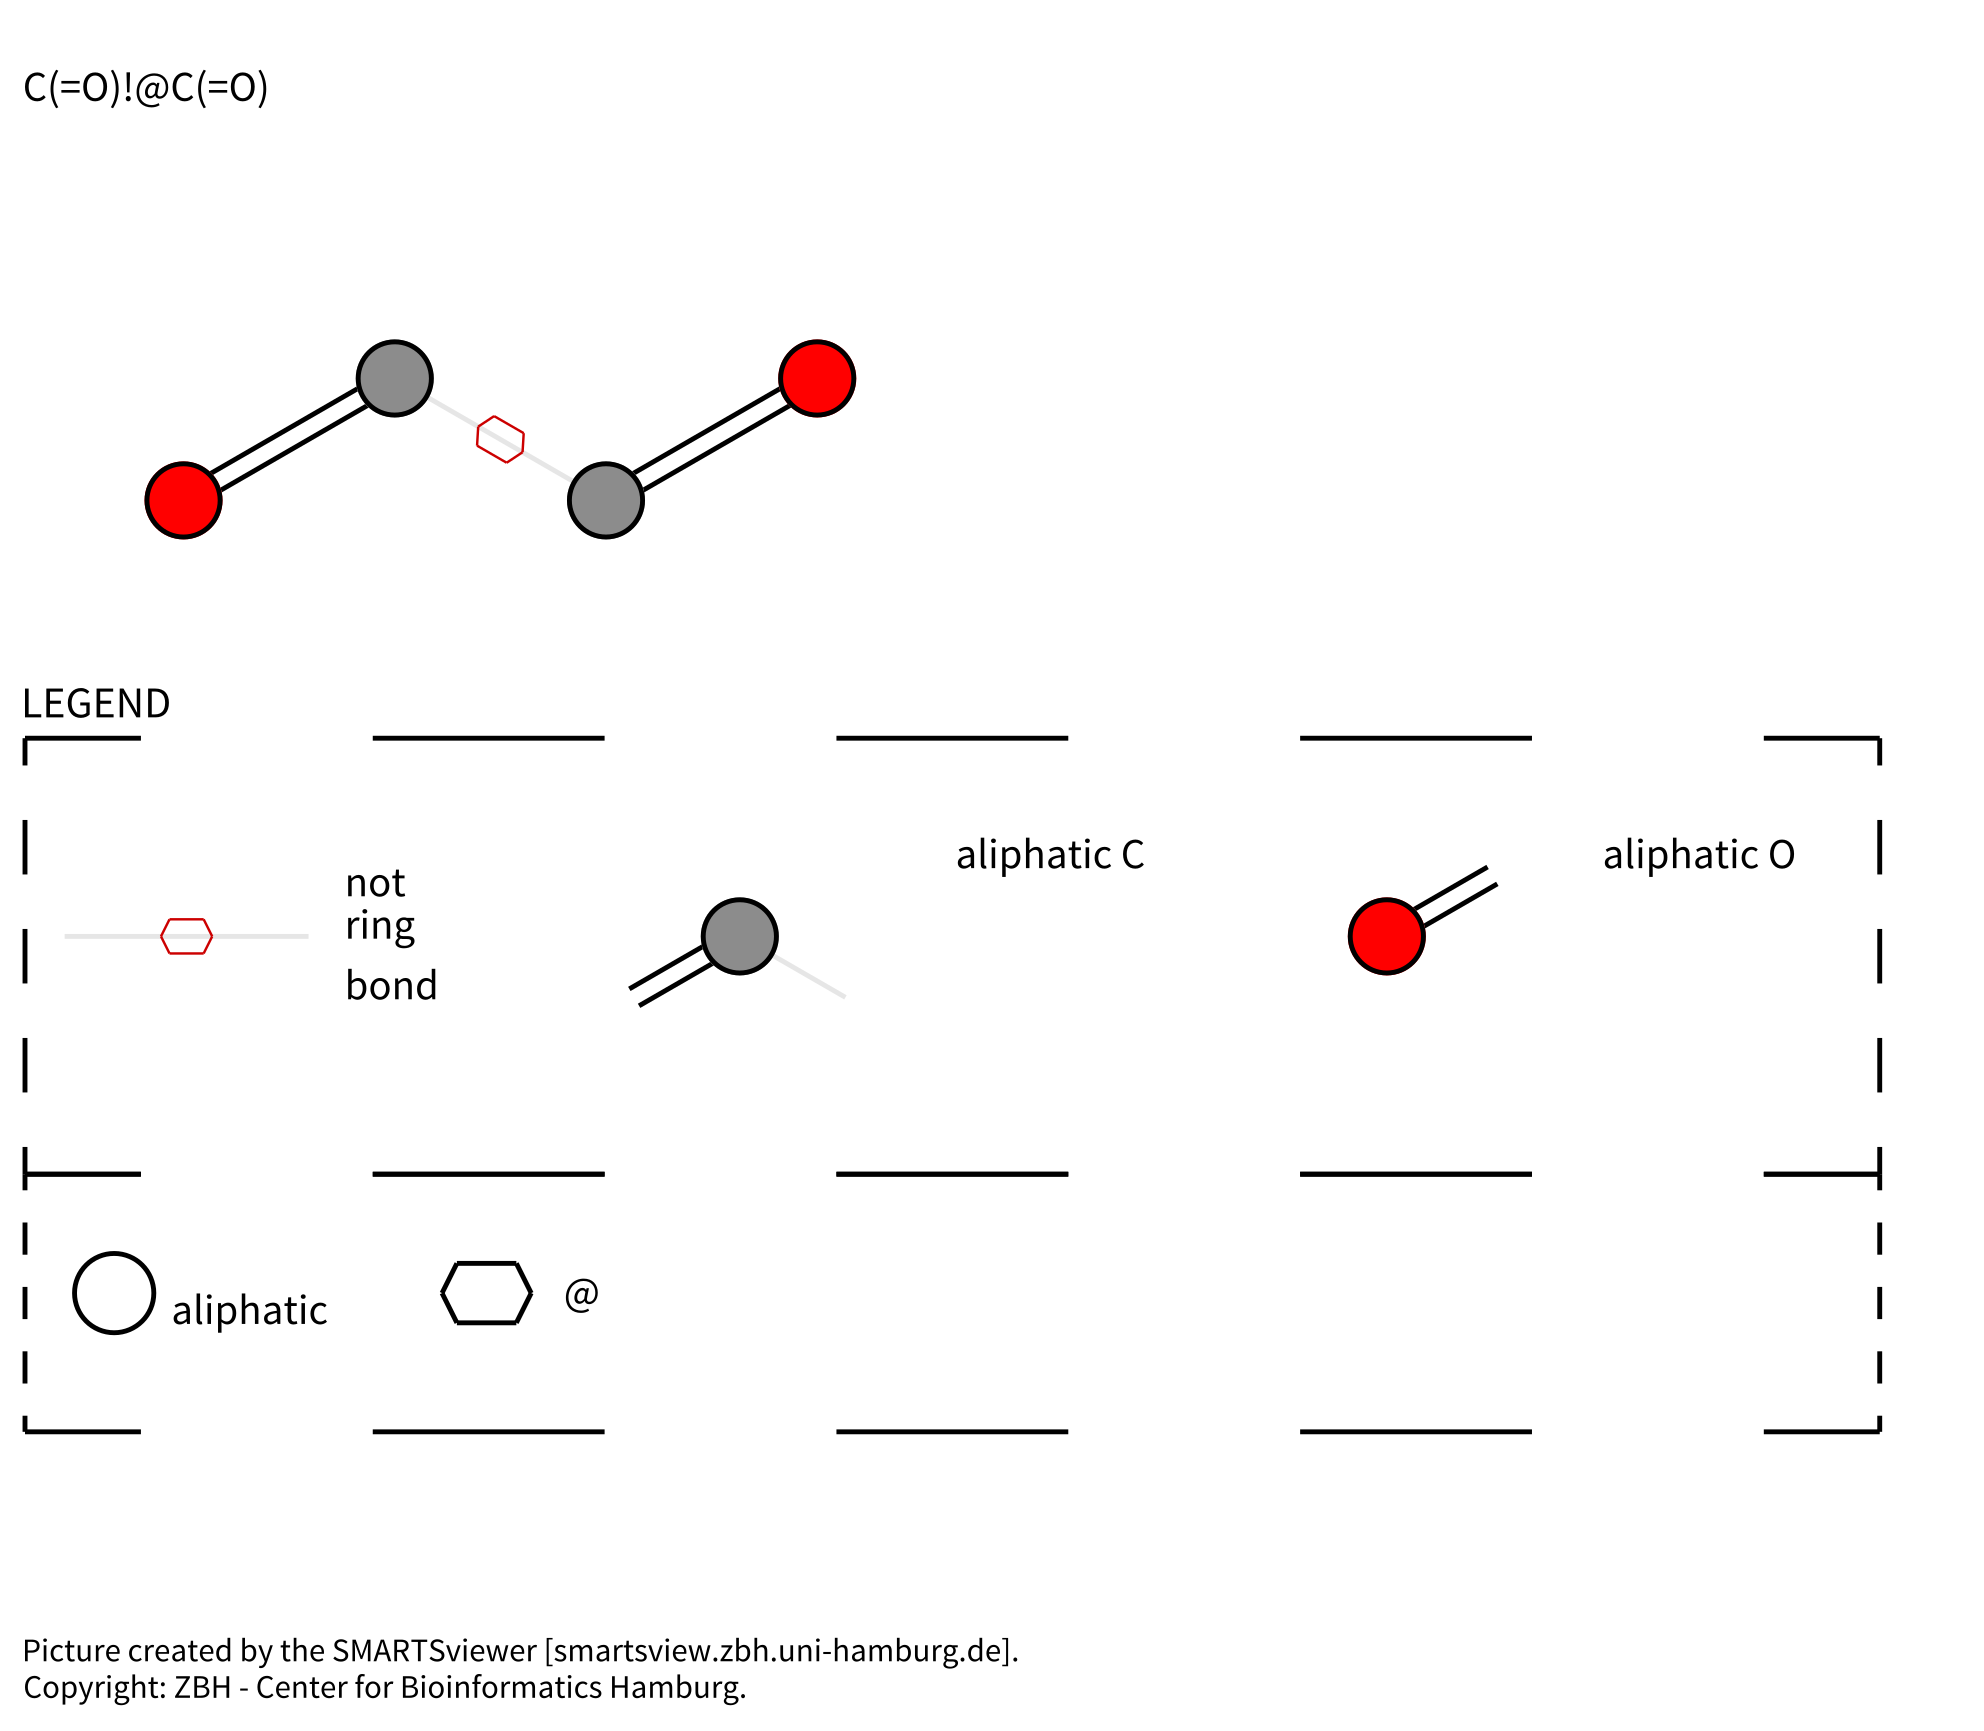 C(=O)!@C(=O)
LEGEND
not
ring
bond
aliphatic C
aliphatic O
aliphatic
@
Picture created by the SMARTSviewer [smartsview.zbh.uni-hamburg.de].
Copyright: ZBH - Center for Bioinformatics Hamburg.